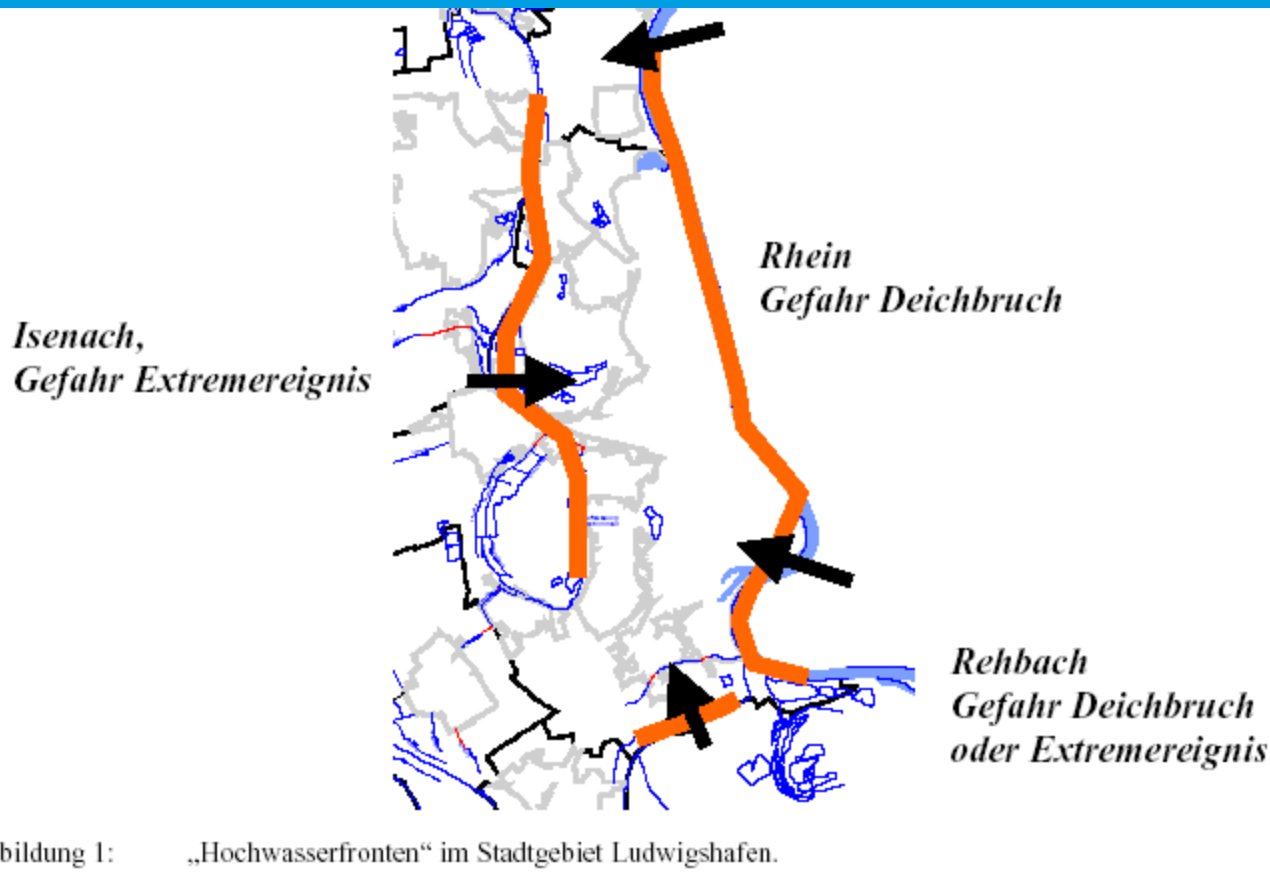 Rhein
Gefahr Deichbruch
Isenach,
Gefahr Extremereignis
Rehbach
Gefahr Deichbruch
oder Extremereignis
bildung 1: „Hochwasserfronten“ im Stadtgebiet Ludwigshafen.